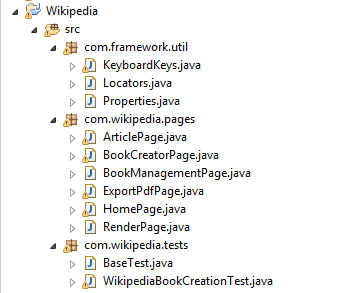 Wikipedia
src
com.framework.util
KeyboardKeys.java
Locators.java
Properties.java
com.wikipedia.pages
ArticlePage.java
BookCreatorPage.java
BookManagementPage.java
ExportPdfPage.java
HomePage.java
RenderPage.java
com.wikipedia.tests
BaseTest.java
WikipediaBookCreationTest.java